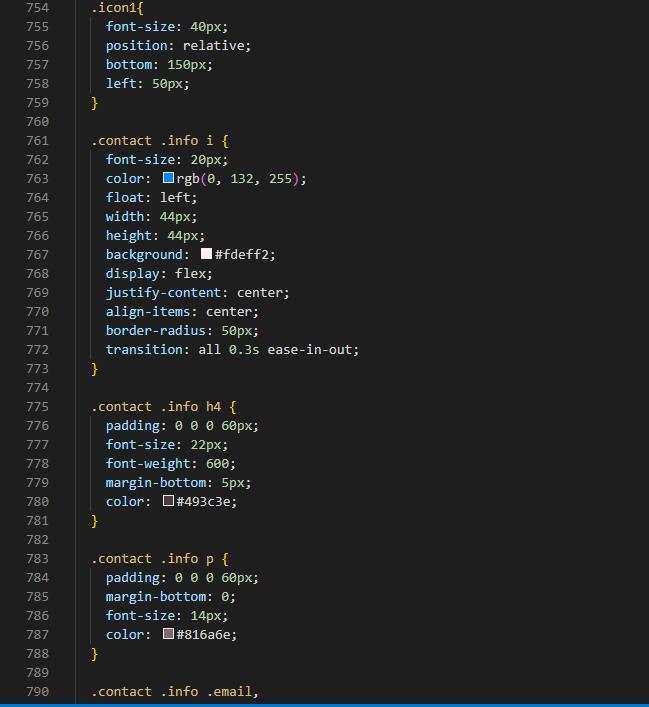 754 .icon1{
755 font-size: 40px;
756 position: relative;
757 bottom: 150px;
758 left: 50px;
759 }
760
761 .contact .info i {
762 font-size: 20px;
763 color: rgb(0, 132, 255);
764 float: left;
765 width: 44px;
766 height: 44px;
767 background: #fdeff2;
768 display: flex;
769 justify-content: center;
770 align-items: center;
771 border-radius: 50px;
772 transition: all 0.3s ease-in-out;
773 }
774
775 .contact .info h4 {
776 padding: 0 0 0 60px;
777 font-size: 22px;
778 font-weight: 600;
779 margin-bottom: 5px;
780 color: #493c3e;
781 }
782
783 .contact .info p {
784 padding: 0 0 0 60px;
785 margin-bottom: 0;
786 font-size: 14px;
787 color: #816a6e;
788 }
789
790 .contact .info .email,